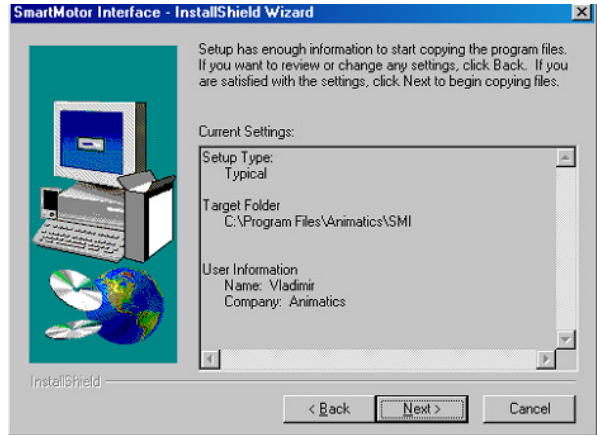 SmartMotor Interface - InstallShield Wizard
Setup has enough information to start copying the program files.
If you want to review or change any settings, click Back. If you
are satisfied with the settings, click Next to begin copying files.
Current Settings:
Setup Type:
Typical
Target Folder
C:\Program Files\Animatics\SMI
User Information
Name: Vladimir
Company: Animatics
InstallShield
< Back
Next >
Cancel